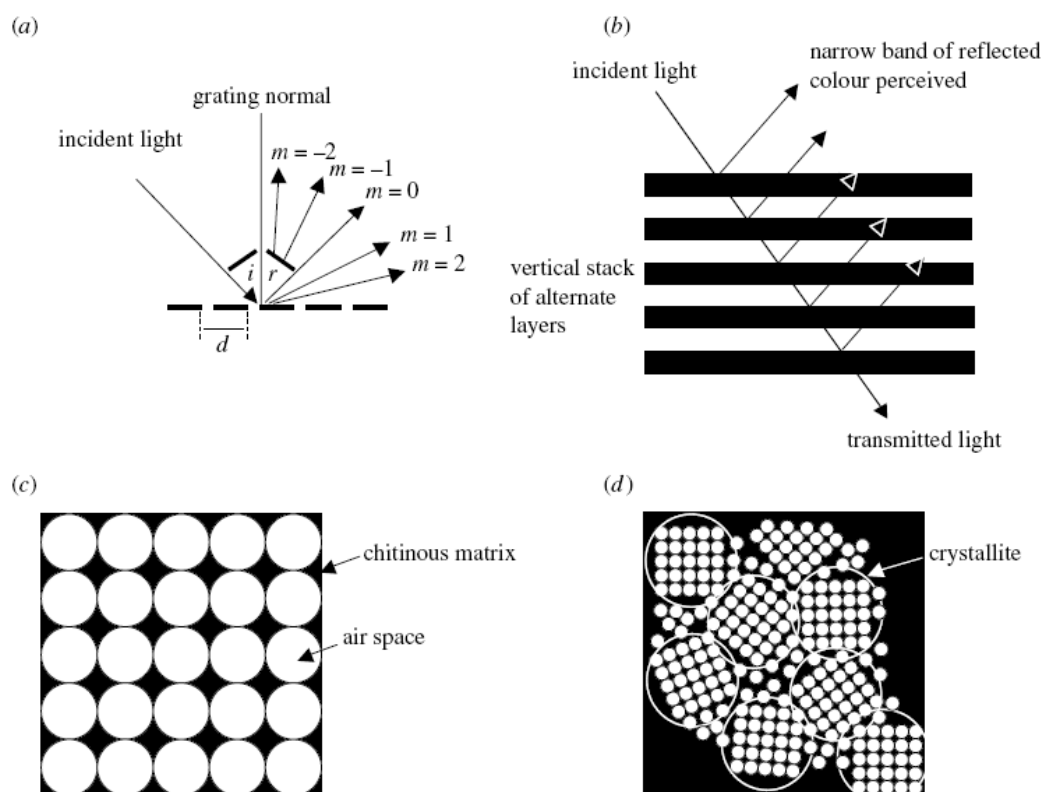 (a)
grating normal
incident light
m = –2
m = –1
m = 0
m = 1
m = 2
i
r
d
(b)
incident light
narrow band of reflected
colour perceived
vertical stack
of alternate
layers
transmitted light
(c)
chitinous matrix
air space
(d)
crystallite